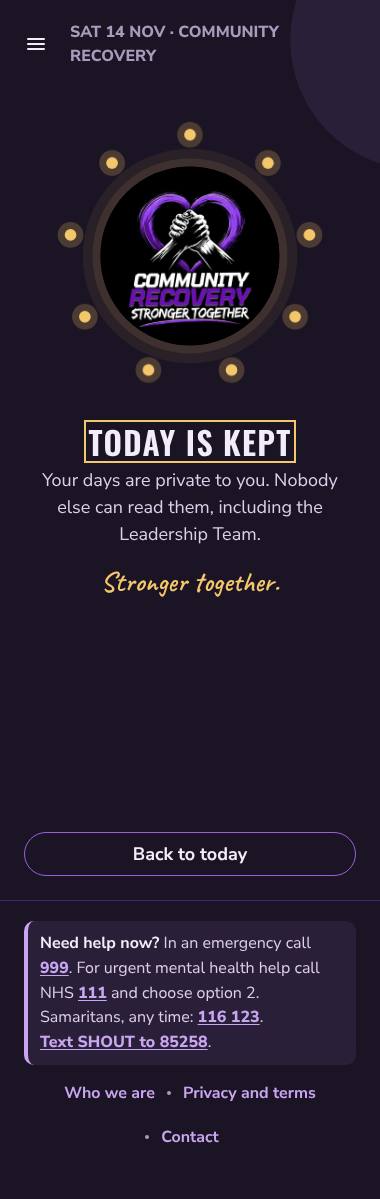 SAT 14 NOV · COMMUNITY
RECOVERY
COMMUNITY
RECOVERY
STRONGER TOGETHER
TODAY IS KEPT
Your days are private to you. Nobody
else can read them, including the
Leadership Team.
Stronger together.
Back to today
Need help now? In an emergency call
999. For urgent mental health help call
NHS 111 and choose option 2.
Samaritans, any time: 116 123.
Text SHOUT to 85258.
Who we are • Privacy and terms
• Contact